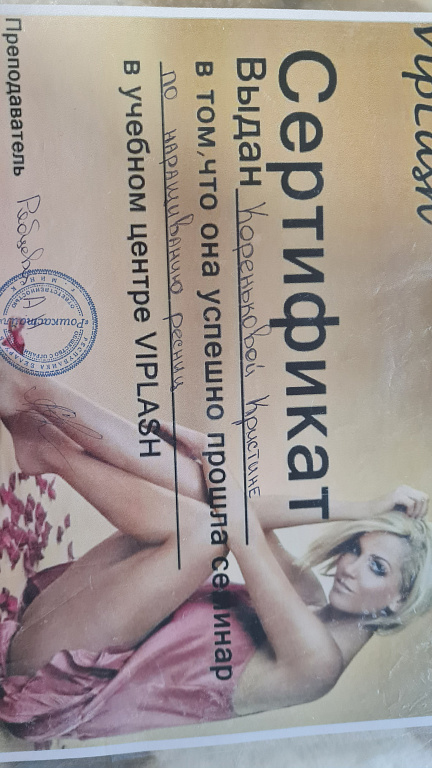 VipLash
Сертификат
Выдан Кореньковой Кристине
в том,что она успешно прошла семинар
по наращиванию ресниц
в учебном центре VIPLASH
Преподаватель